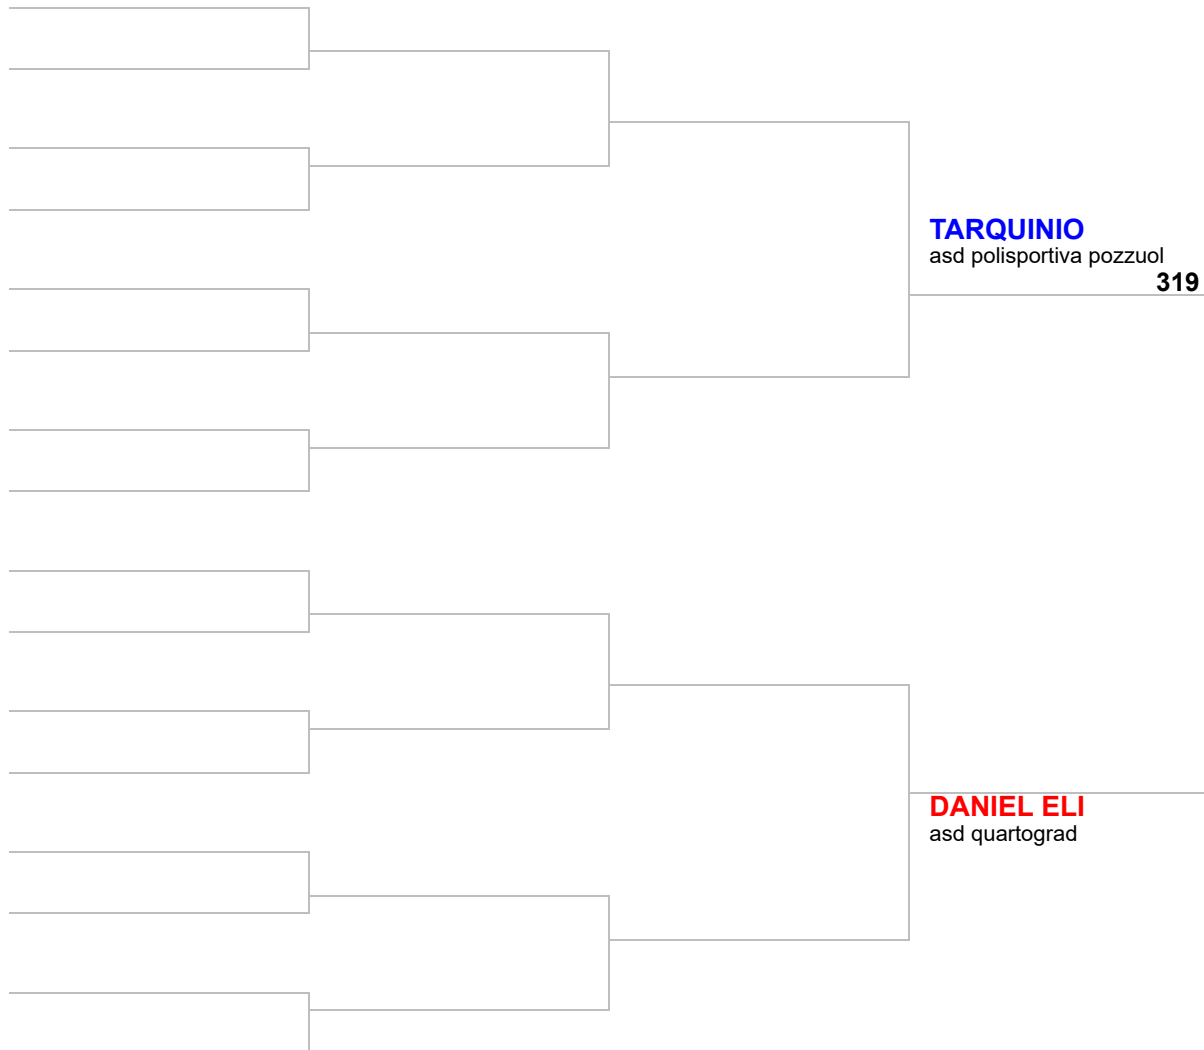 TARQUINIO
asd polisportiva pozzuol
319
DANIEL ELI
asd quartograd